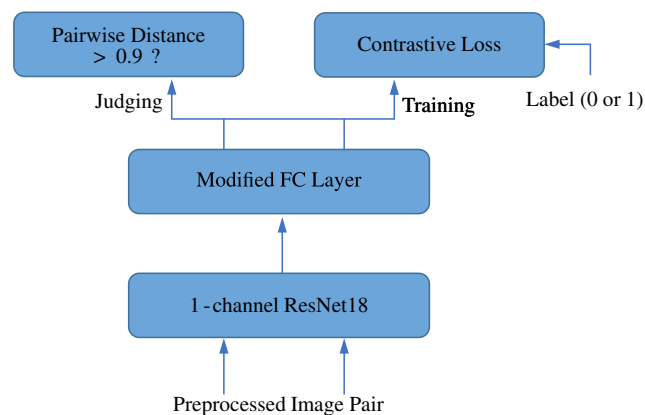 Pairwise Distance
> 0.9 ?
Contrastive Loss
Judging
Training
Label (0 or 1)
Modified FC Layer
1-channel ResNet18
Preprocessed Image Pair